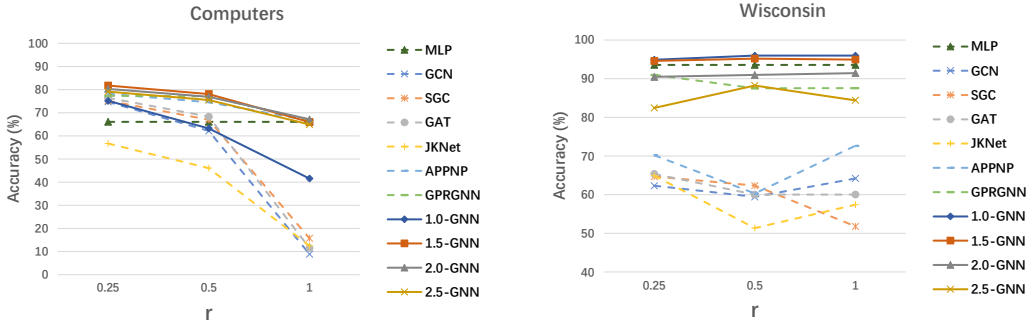 Computers
Accuracy (%)
100
90
80
70
60
50
40
30
20
10
0
0.25
0.5
1
r
MLP
GCN
SGC
GAT
JKNet
APPNP
GPRGNN
1.0-GNN
1.5-GNN
2.0-GNN
2.5-GNN
Wisconsin
Accuracy (%)
100
90
80
70
60
50
40
0.25
0.5
1
r
MLP
GCN
SGC
GAT
JKNet
APPNP
GPRGNN
1.0-GNN
1.5-GNN
2.0-GNN
2.5-GNN